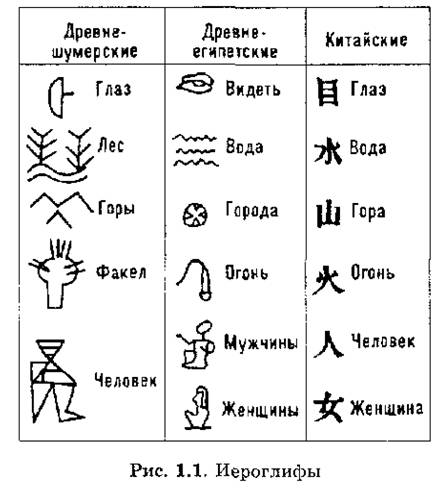 Древне-
шумерские
Древне-
египетские
Китайские
Глаз Видеть 目 Глаз
Лес Вода 水 Вода
Горы Города 山 Гора
Факел Огонь 火 Огонь
Человек Мужчины 人 Человек
Женщины 女 Женщина
Рис. 1.1. Иероглифы